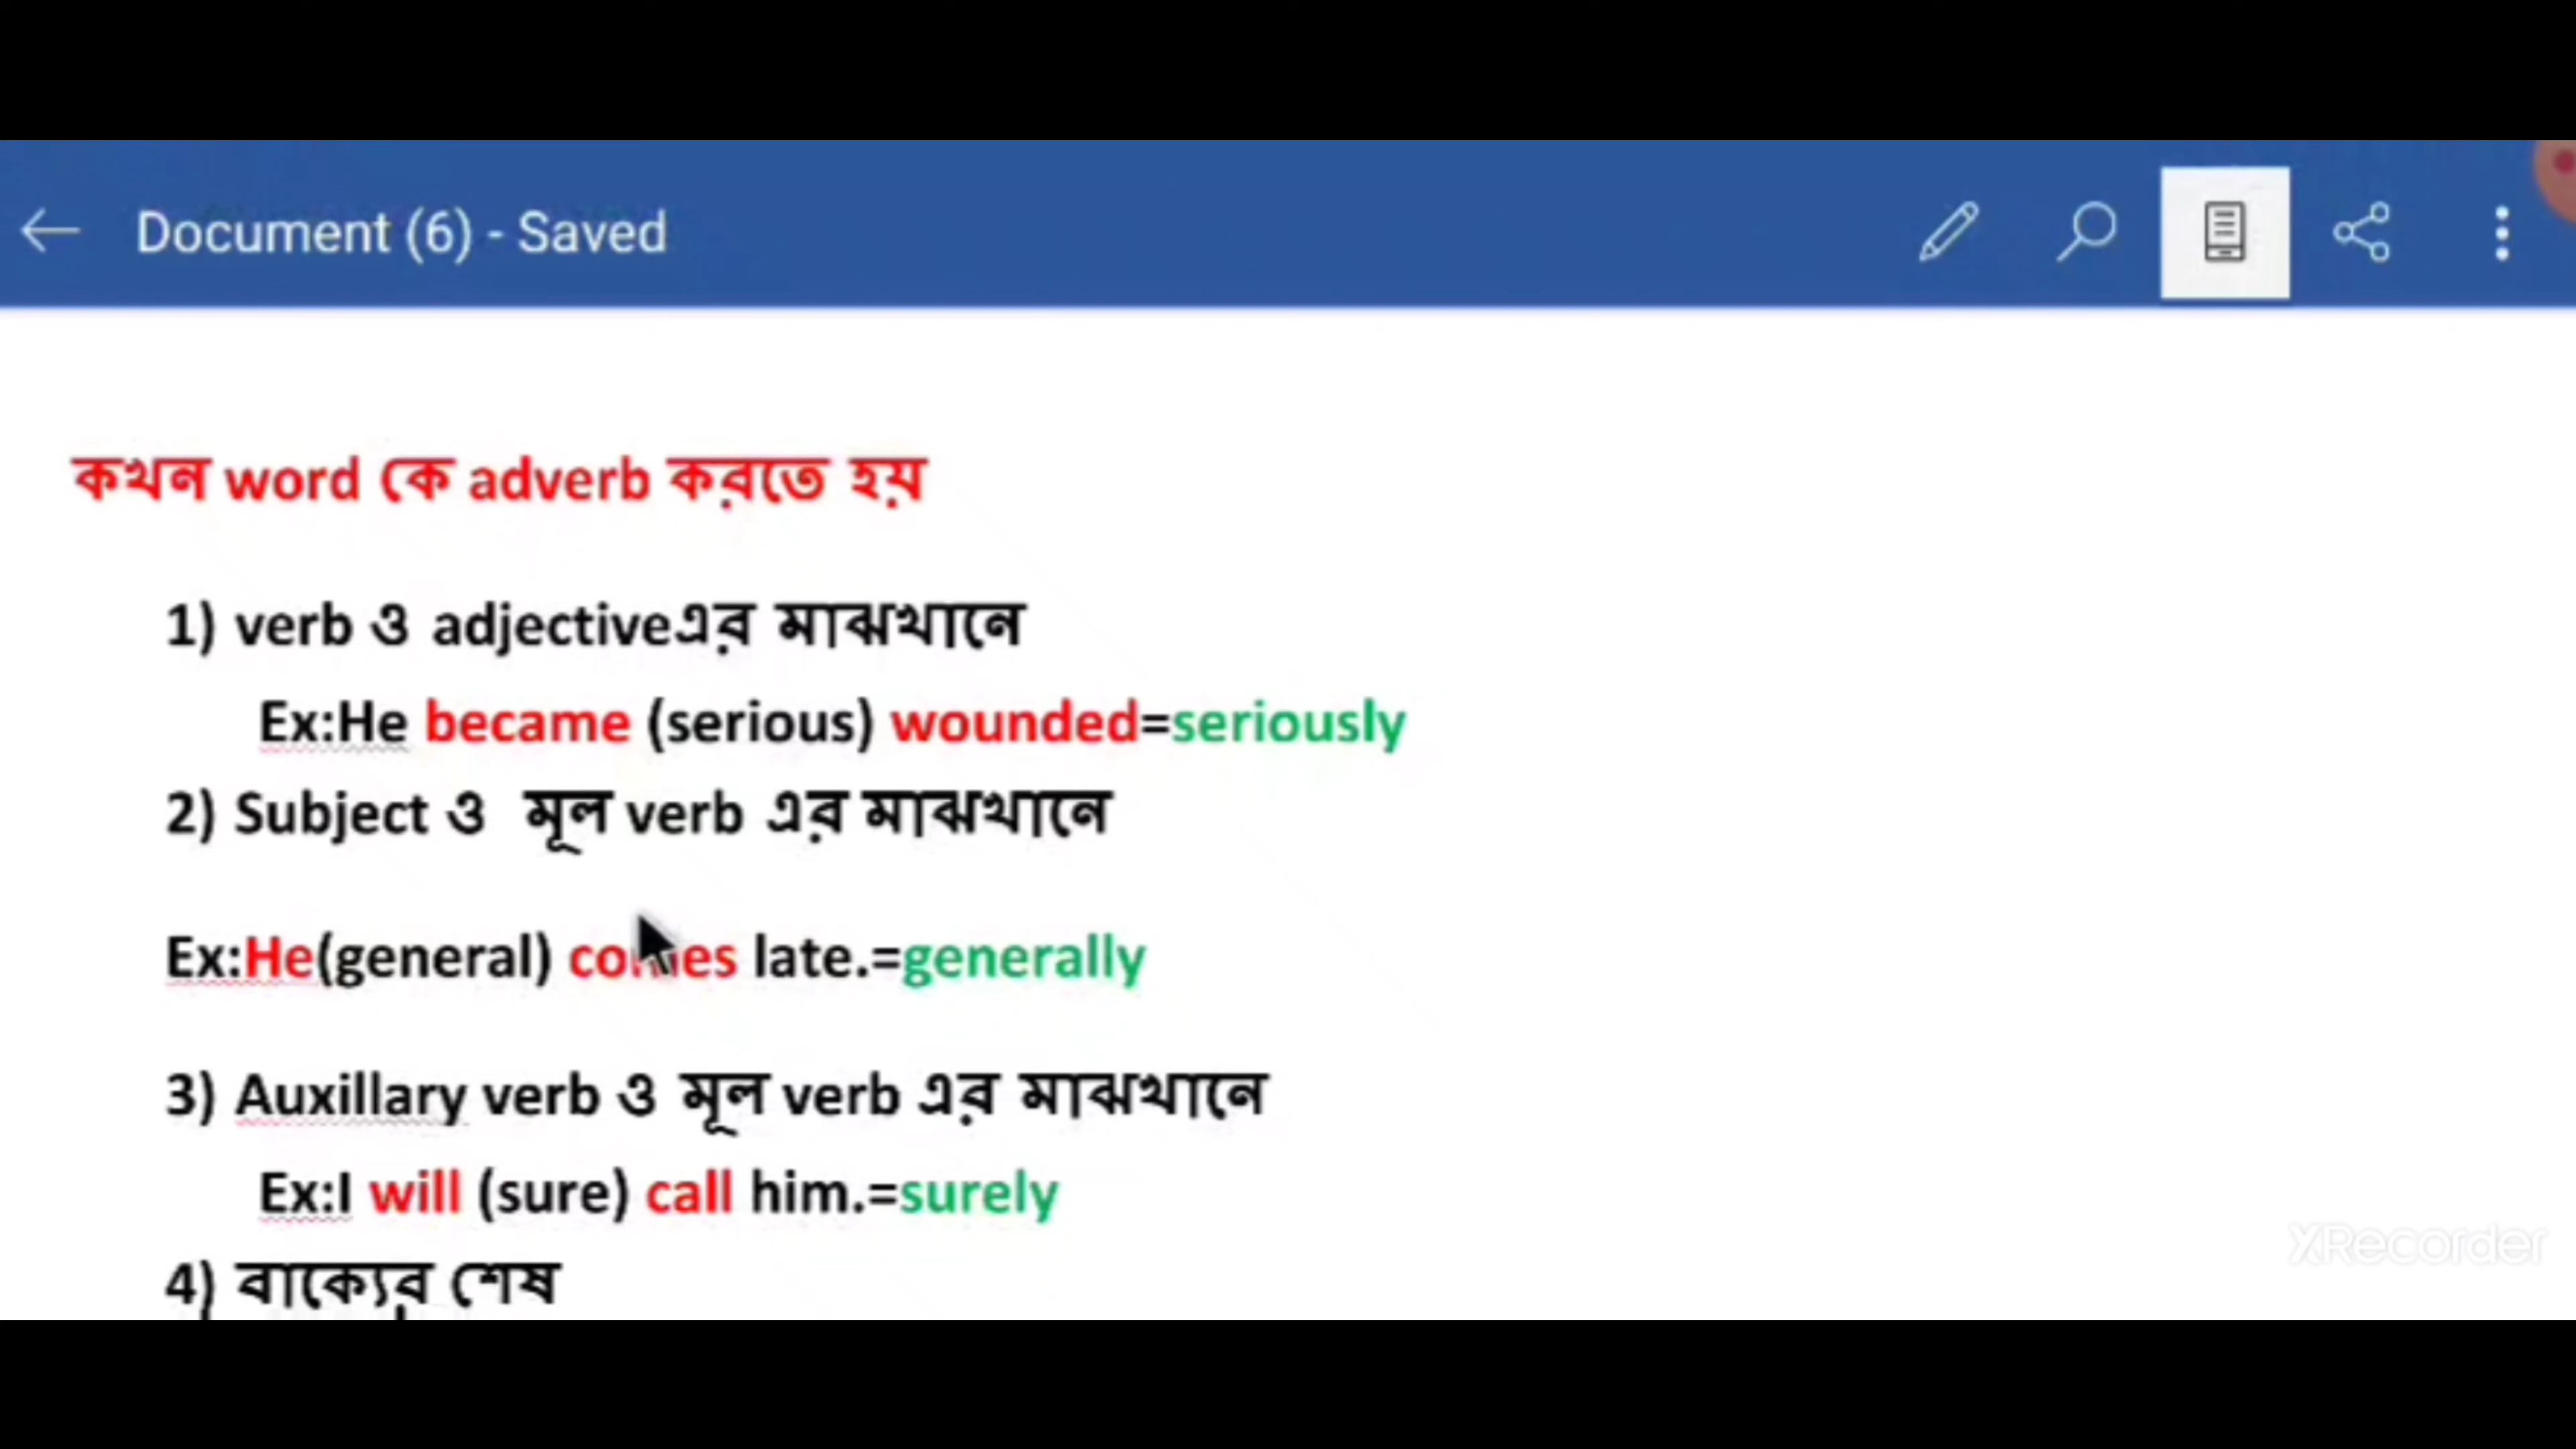 Document (6) - Saved
কখন word কে adverb করতে হয়
1) verb ও adjectiveএর মাঝখানে
Ex:He became (serious) wounded=seriously
2) Subject ও মূল verb এর মাঝখানে
Ex:He(general) comes late.=generally
3) Auxillary verb ও মূল verb এর মাঝখানে
Ex:I will (sure) call him.=surely
XRecorder
4) বাক্যের শেষ